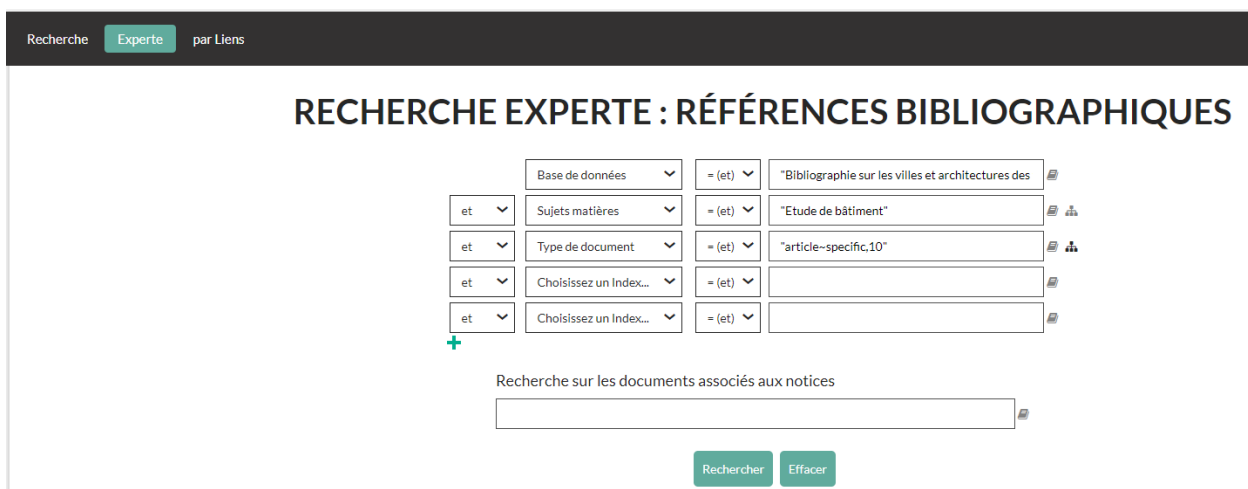 Recherche Experte par Liens
RECHERCHE EXPERTE : RÉFÉRENCES BIBLIOGRAPHIQUES
Base de données = (et) "Bibliographie sur les villes et architectures des
et Sujets matières = (et) "Etude de bâtiment"
et Type de document = (et) "article~specific,10"
et Choisissez un Index... = (et)
et Choisissez un Index... = (et)
Recherche sur les documents associés aux notices
Rechercher Effacer